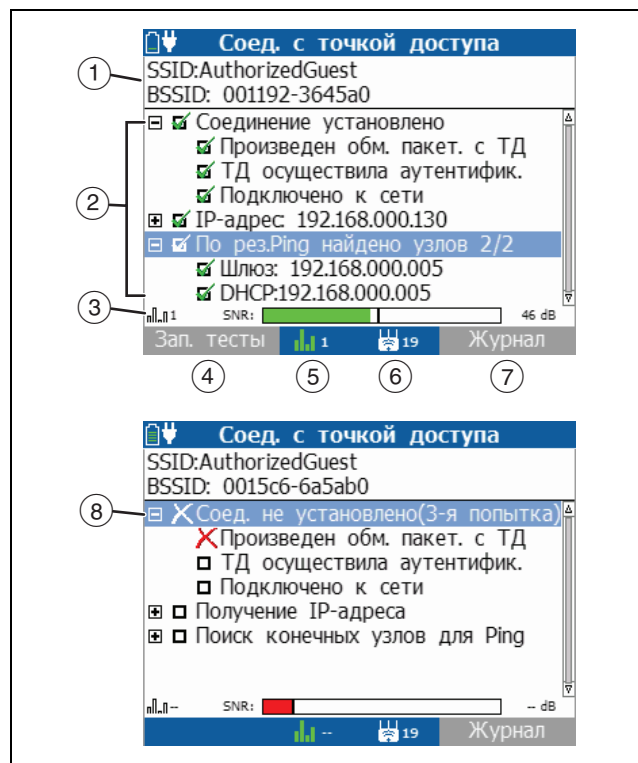 Соед. с точкой доступа
1
SSID:AuthorizedGuest
BSSID: 001192-3645a0
2
Соединение установлено
Произведен обм. пакет. с ТД
ТД осуществила аутентифик.
Подключено к сети
IP-адрес: 192.168.000.130
По рез.Ping найдено узлов 2/2
Шлюз: 192.168.000.005
DHCP:192.168.000.005
3
1 SNR: 46 dB
Зап. тесты 1 19 Журнал
4 5 6 7
Соед. с точкой доступа
SSID:AuthorizedGuest
BSSID: 0015c6-6a5ab0
8
Соед. не установлено(3-я попытка)
Произведен обм. пакет. с ТД
ТД осуществила аутентифик.
Подключено к сети
Получение IP-адреса
Поиск конечных узлов для Ping
-- SNR: -- dB
-- 19 Журнал